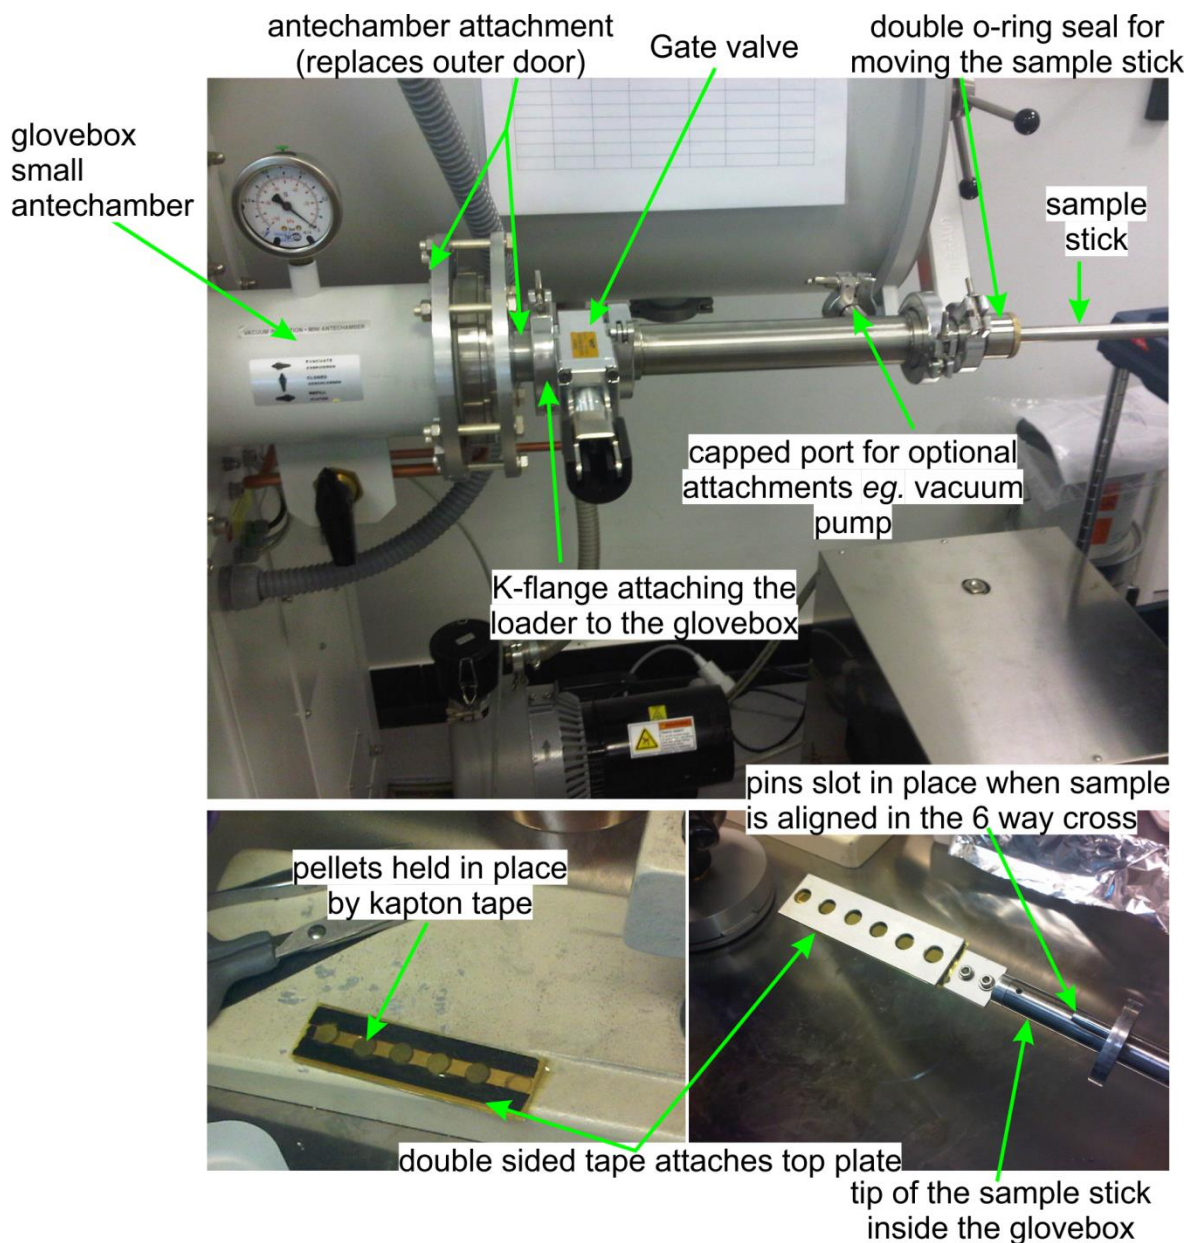 antechamber attachment
(replaces outer door)
Gate valve
double o-ring seal for
moving the sample stick
glovebox
small
antechamber
sample
stick
MINI ANTECHAMBER
capped port for optional
attachments eg. vacuum
pump
K-flange attaching the
loader to the glovebox
pins slot in place when sample
is aligned in the 6 way cross
pellets held in place
by kapton tape
double sided tape attaches top plate
tip of the sample stick
inside the glovebox